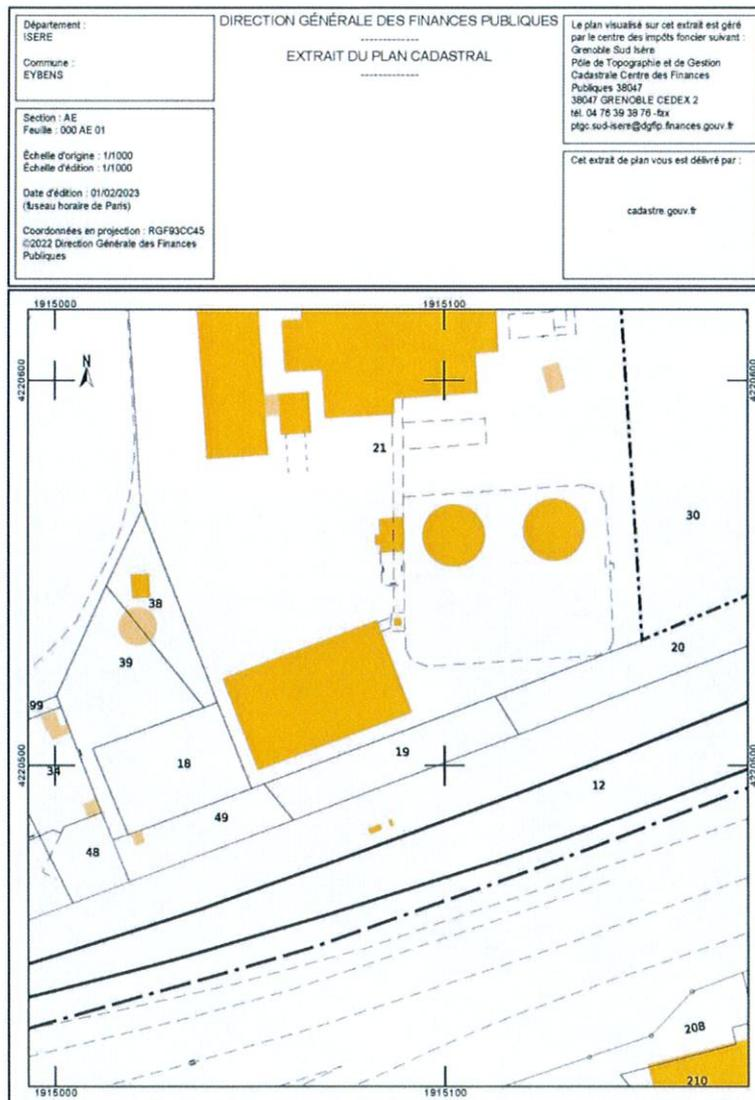 Département :
ISERE
Commune :
EYBENS
Section : AE
Feuille : 000 AE 01
Échelle d'origine : 1/1000
Échelle d'édition : 1/1000
Date d'édition : 01/02/2023
(fuseau horaire de Paris)
Coordonnées en projection : RGF93CC45
©2022 Direction Générale des Finances
Publiques
DIRECTION GÉNÉRALE DES FINANCES PUBLIQUES
-------------
EXTRAIT DU PLAN CADASTRAL
-------------
Le plan visualisé sur cet extrait est géré
par le centre des impôts foncier suivant :
Grenoble Sud Isère
Pôle de Topographie et de Gestion
Cadastrale Centre des Finances
Publiques 38047
38047 GRENOBLE CEDEX 2
tél. 04 76 39 38 76 -fax
ptgc.sud-isere@dgfip.finances.gouv.fr
Cet extrait de plan vous est délivré par :
cadastre.gouv.fr
1915000
1915100
4220600
4220600
N
21
30
38
39
20
99
18
19
34
4220500
4220500
12
49
48
208
210
1915000
1915100